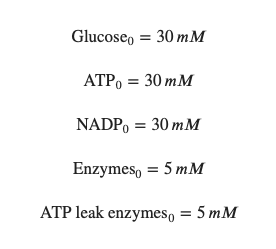 Glucose₀ = 30 mM
ATP₀ = 30 mM
NADP₀ = 30 mM
Enzymes₀ = 5 mM
ATP leak enzymes₀ = 5 mM